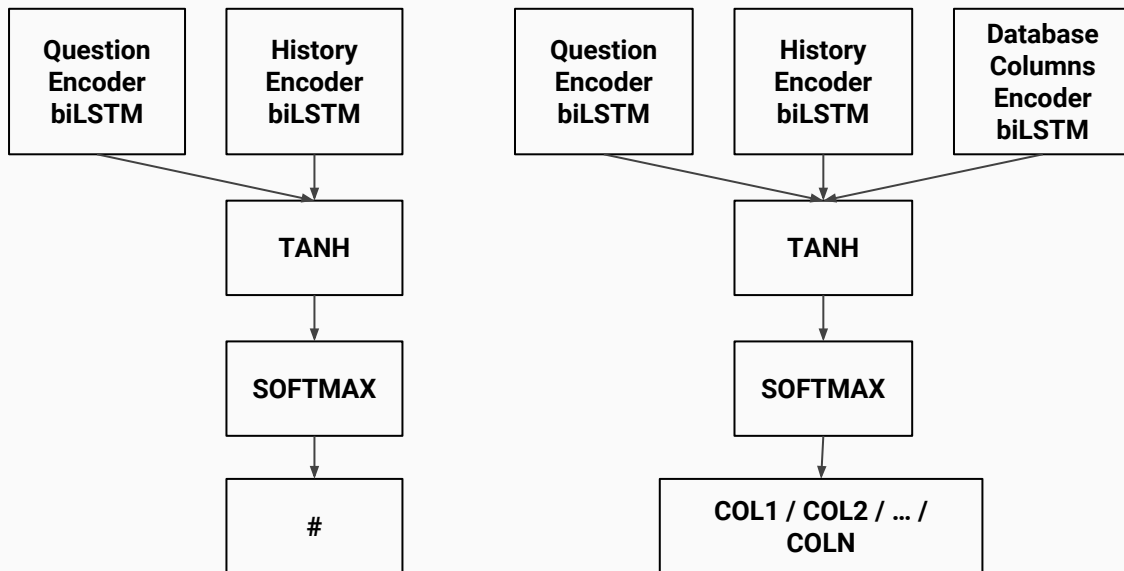 Question
Encoder
biLSTM
History
Encoder
biLSTM
TANH
SOFTMAX
#
Question
Encoder
biLSTM
History
Encoder
biLSTM
Database
Columns
Encoder
biLSTM
TANH
SOFTMAX
COL1 / COL2 / … /
COLN